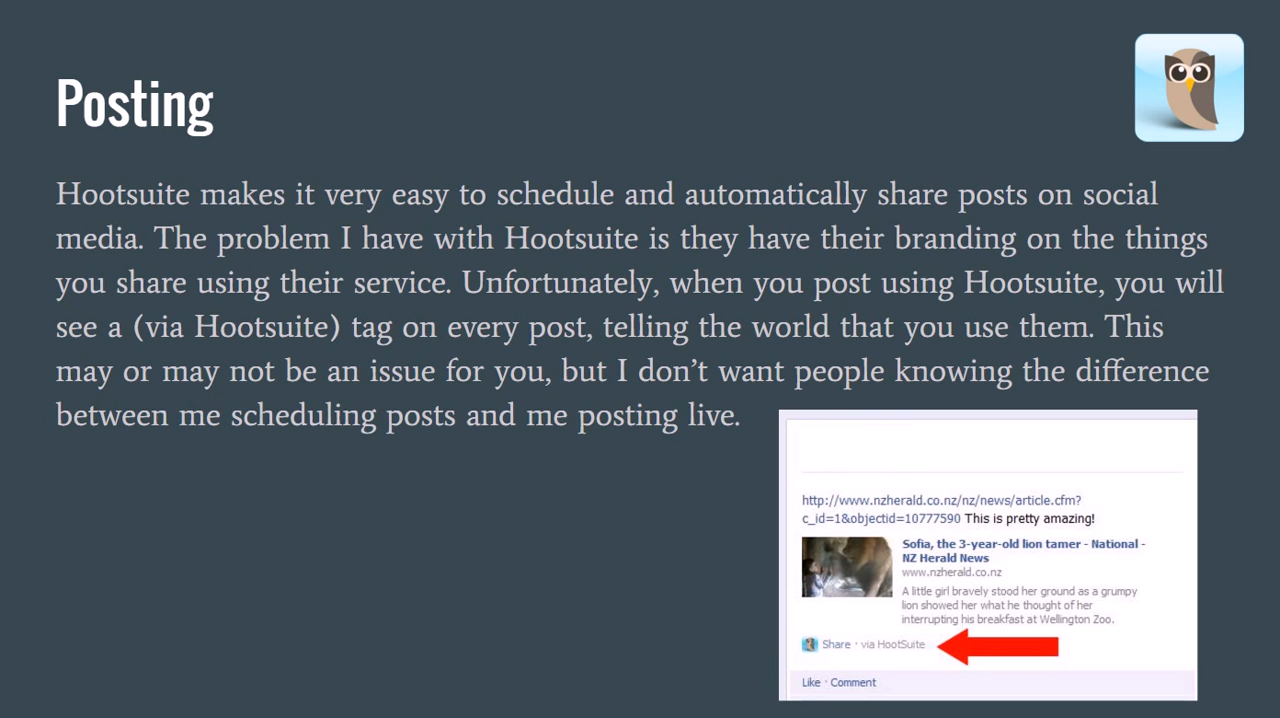 Posting
Hootsuite makes it very easy to schedule and automatically share posts on social
media. The problem I have with Hootsuite is they have their branding on the things
you share using their service. Unfortunately, when you post using Hootsuite, you will
see a (via Hootsuite) tag on every post, telling the world that you use them. This
may or may not be an issue for you, but I don’t want people knowing the difference
between me scheduling posts and me posting live.
http://www.nzherald.co.nz/nz/news/article.cfm?
c_id=1&objectid=10777590 This is pretty amazing!
Sofia, the 3-year-old lion tamer - National -
NZ Herald News
www.nzherald.co.nz
A little girl bravely stood her ground as a grumpy
lion showed her what he thought of her
interrupting his breakfast at Wellington Zoo.
Share · via HootSuite
Like · Comment